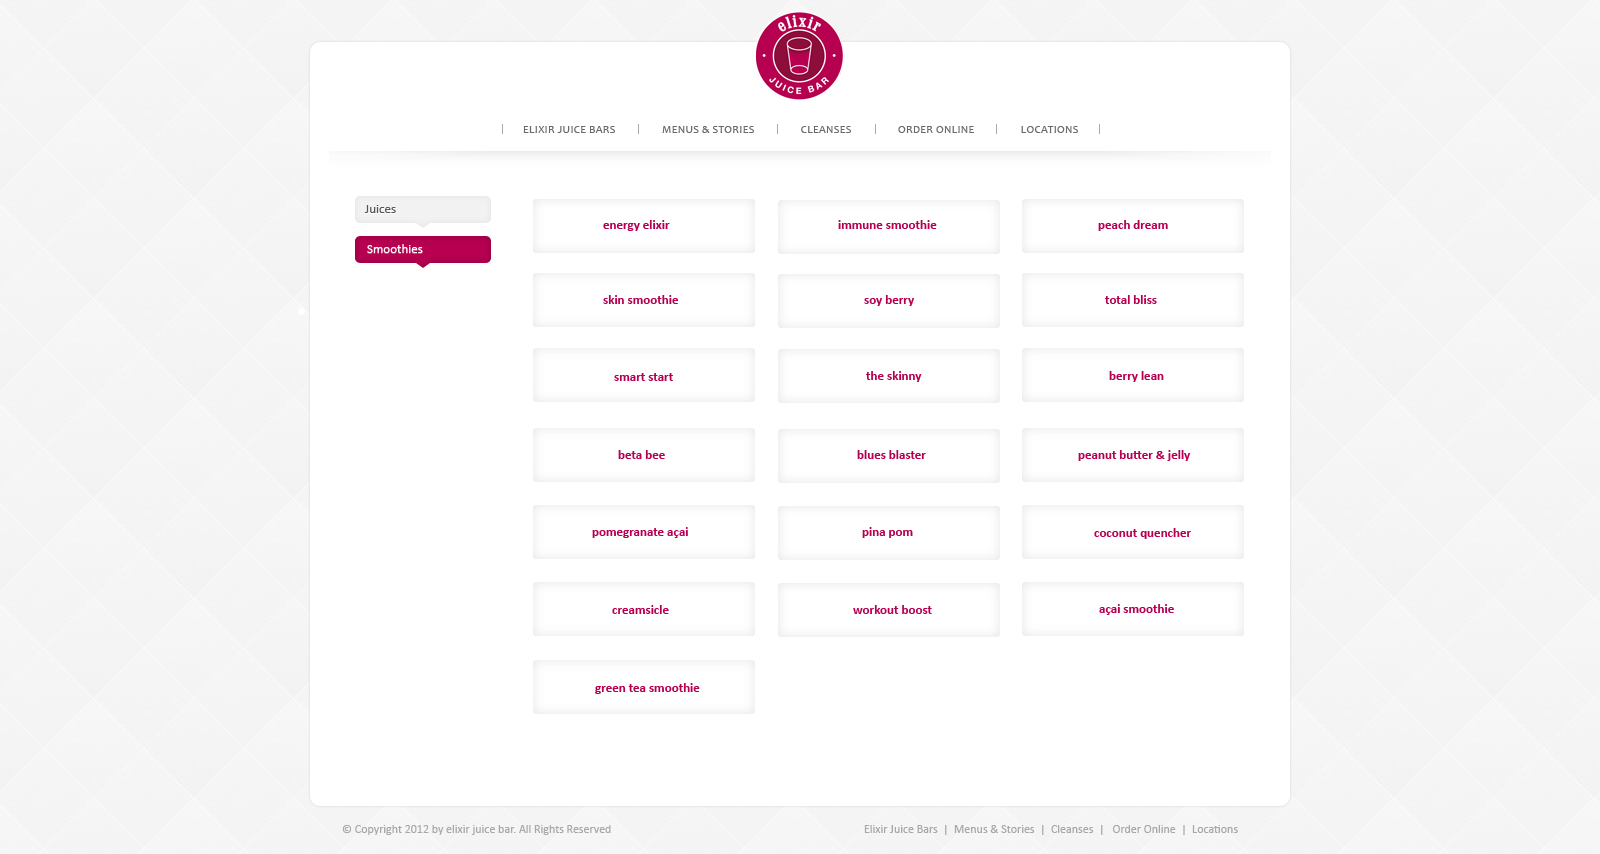 elixir
JUICE BAR
ELIXIR JUICE BARS
MENUS & STORIES
CLEANSES
ORDER ONLINE
LOCATIONS
Juices
Smoothies
energy elixir
immune smoothie
peach dream
skin smoothie
soy berry
total bliss
smart start
the skinny
berry lean
beta bee
blues blaster
peanut butter & jelly
pomegranate açai
pina pom
coconut quencher
creamsicle
workout boost
açai smoothie
green tea smoothie
© Copyright 2012 by elixir juice bar. All Rights Reserved
Elixir Juice Bars | Menus & Stories | Cleanses | Order Online | Locations